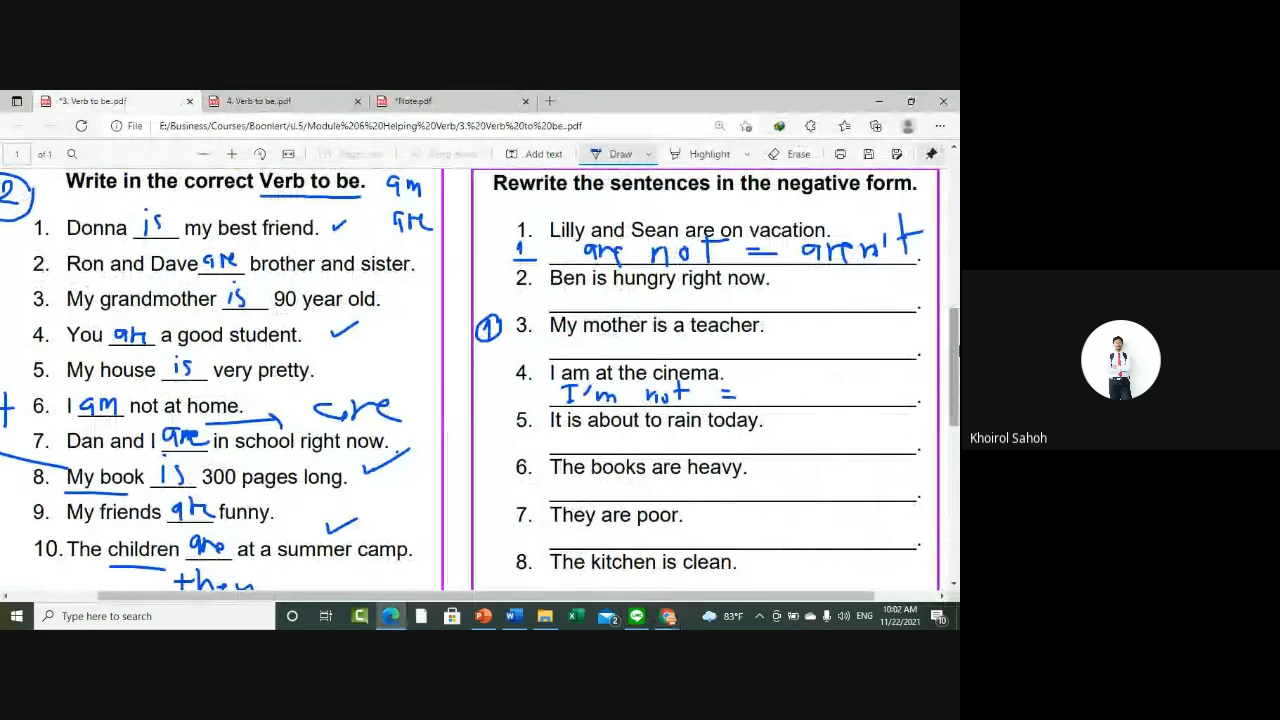 *3. Verb to be.pdf
4. Verb to be..pdf
*Note.pdf
File
E:/Business/Courses/Boonlert/ป.5/Module%206%20Helping%20Verb/3.%20Verb%20to%20be..pdf
1 of 1
Add text
Draw
Highlight
Erase
2
Write in the correct Verb to be.
am
are
1. Donna is my best friend. ✓
2. Ron and Dave are brother and sister.
3. My grandmother is 90 year old.
4. You are a good student. ✓
5. My house is very pretty.
6. I am not at home.
are
7. Dan and I are in school right now.
8. My book is 300 pages long. ✓
9. My friends are funny.
10. The children are at a summer camp. ✓
they
Rewrite the sentences in the negative form.
1. Lilly and Sean are on vacation.
1 are not = aren't .
2. Ben is hungry right now.
.
1 3. My mother is a teacher.
.
4. I am at the cinema.
I'm not = .
5. It is about to rain today.
.
6. The books are heavy.
.
7. They are poor.
.
8. The kitchen is clean.
Khoirol Sahoh
Type here to search
2
83°F
ENG
10:02 AM
11/22/2021
10